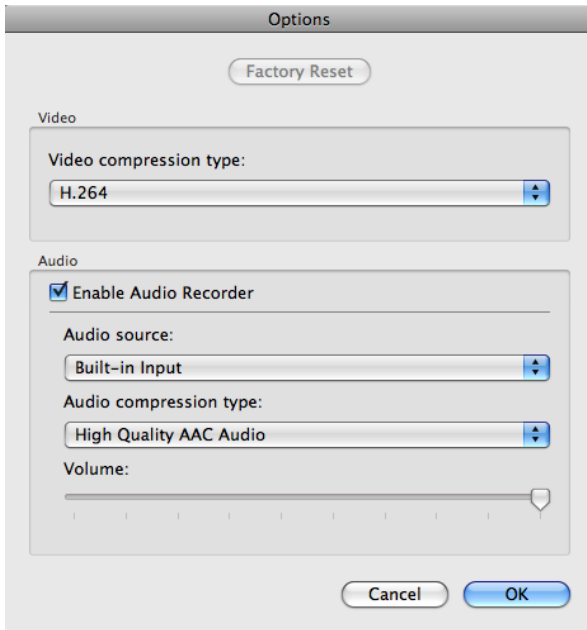 Options
Factory Reset
Video
Video compression type:
H.264
Audio
Enable Audio Recorder
Audio source:
Built-in Input
Audio compression type:
High Quality AAC Audio
Volume:
Cancel
OK